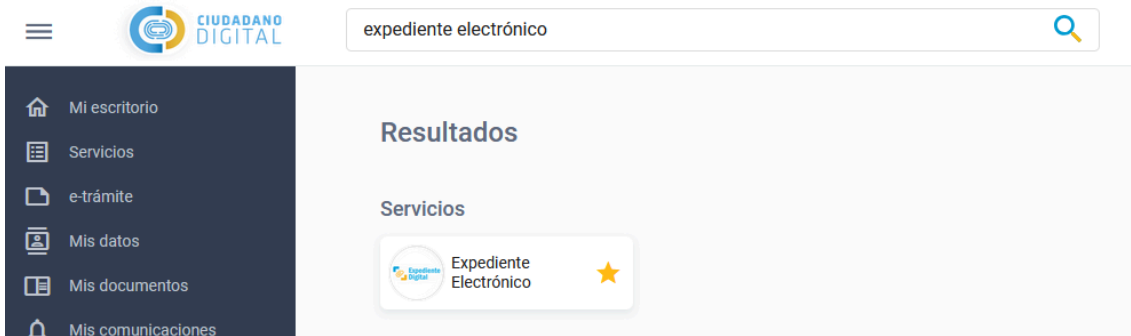 CIUDADANO
DIGITAL
expediente electrónico
Mi escritorio
Servicios
e-trámite
Mis datos
Mis documentos
Mis comunicaciones
Resultados
Servicios
Expediente
Digital
Expediente
Electrónico